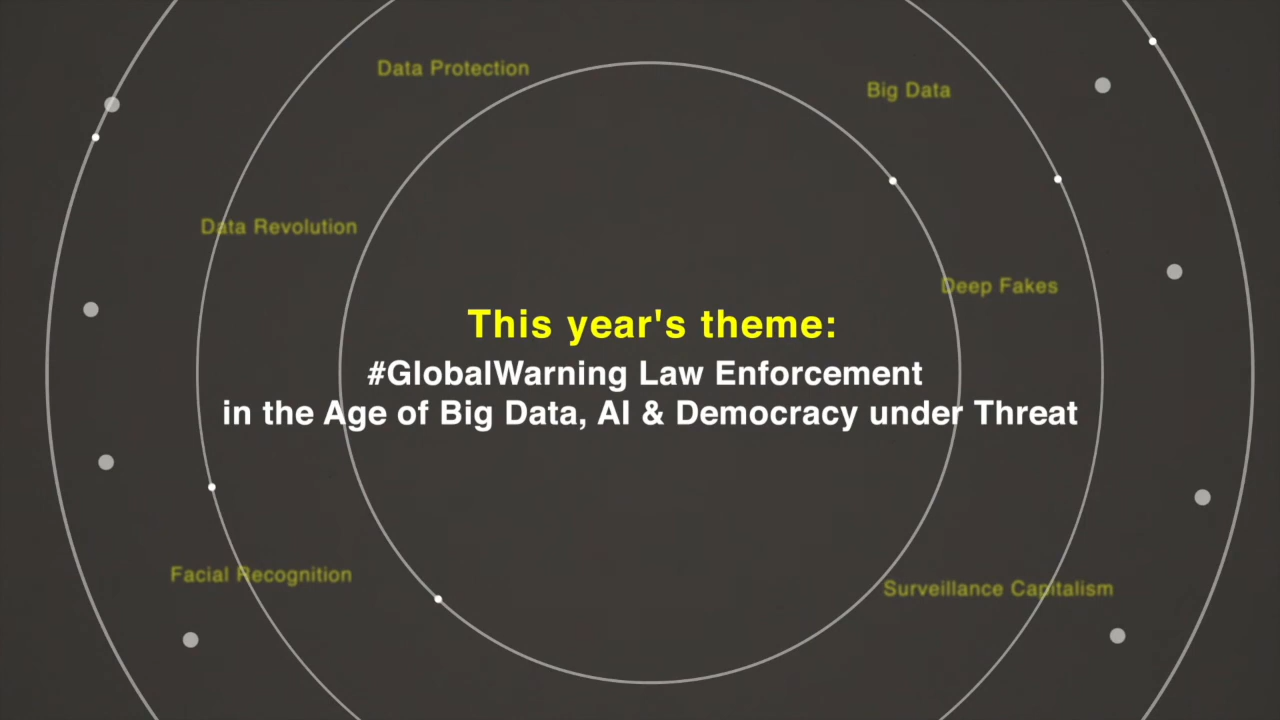 Data Protection
Big Data
Data Revolution
Deep Fakes
This year's theme:
#GlobalWarning Law Enforcement
in the Age of Big Data, AI & Democracy under Threat
Facial Recognition
Surveillance Capitalism